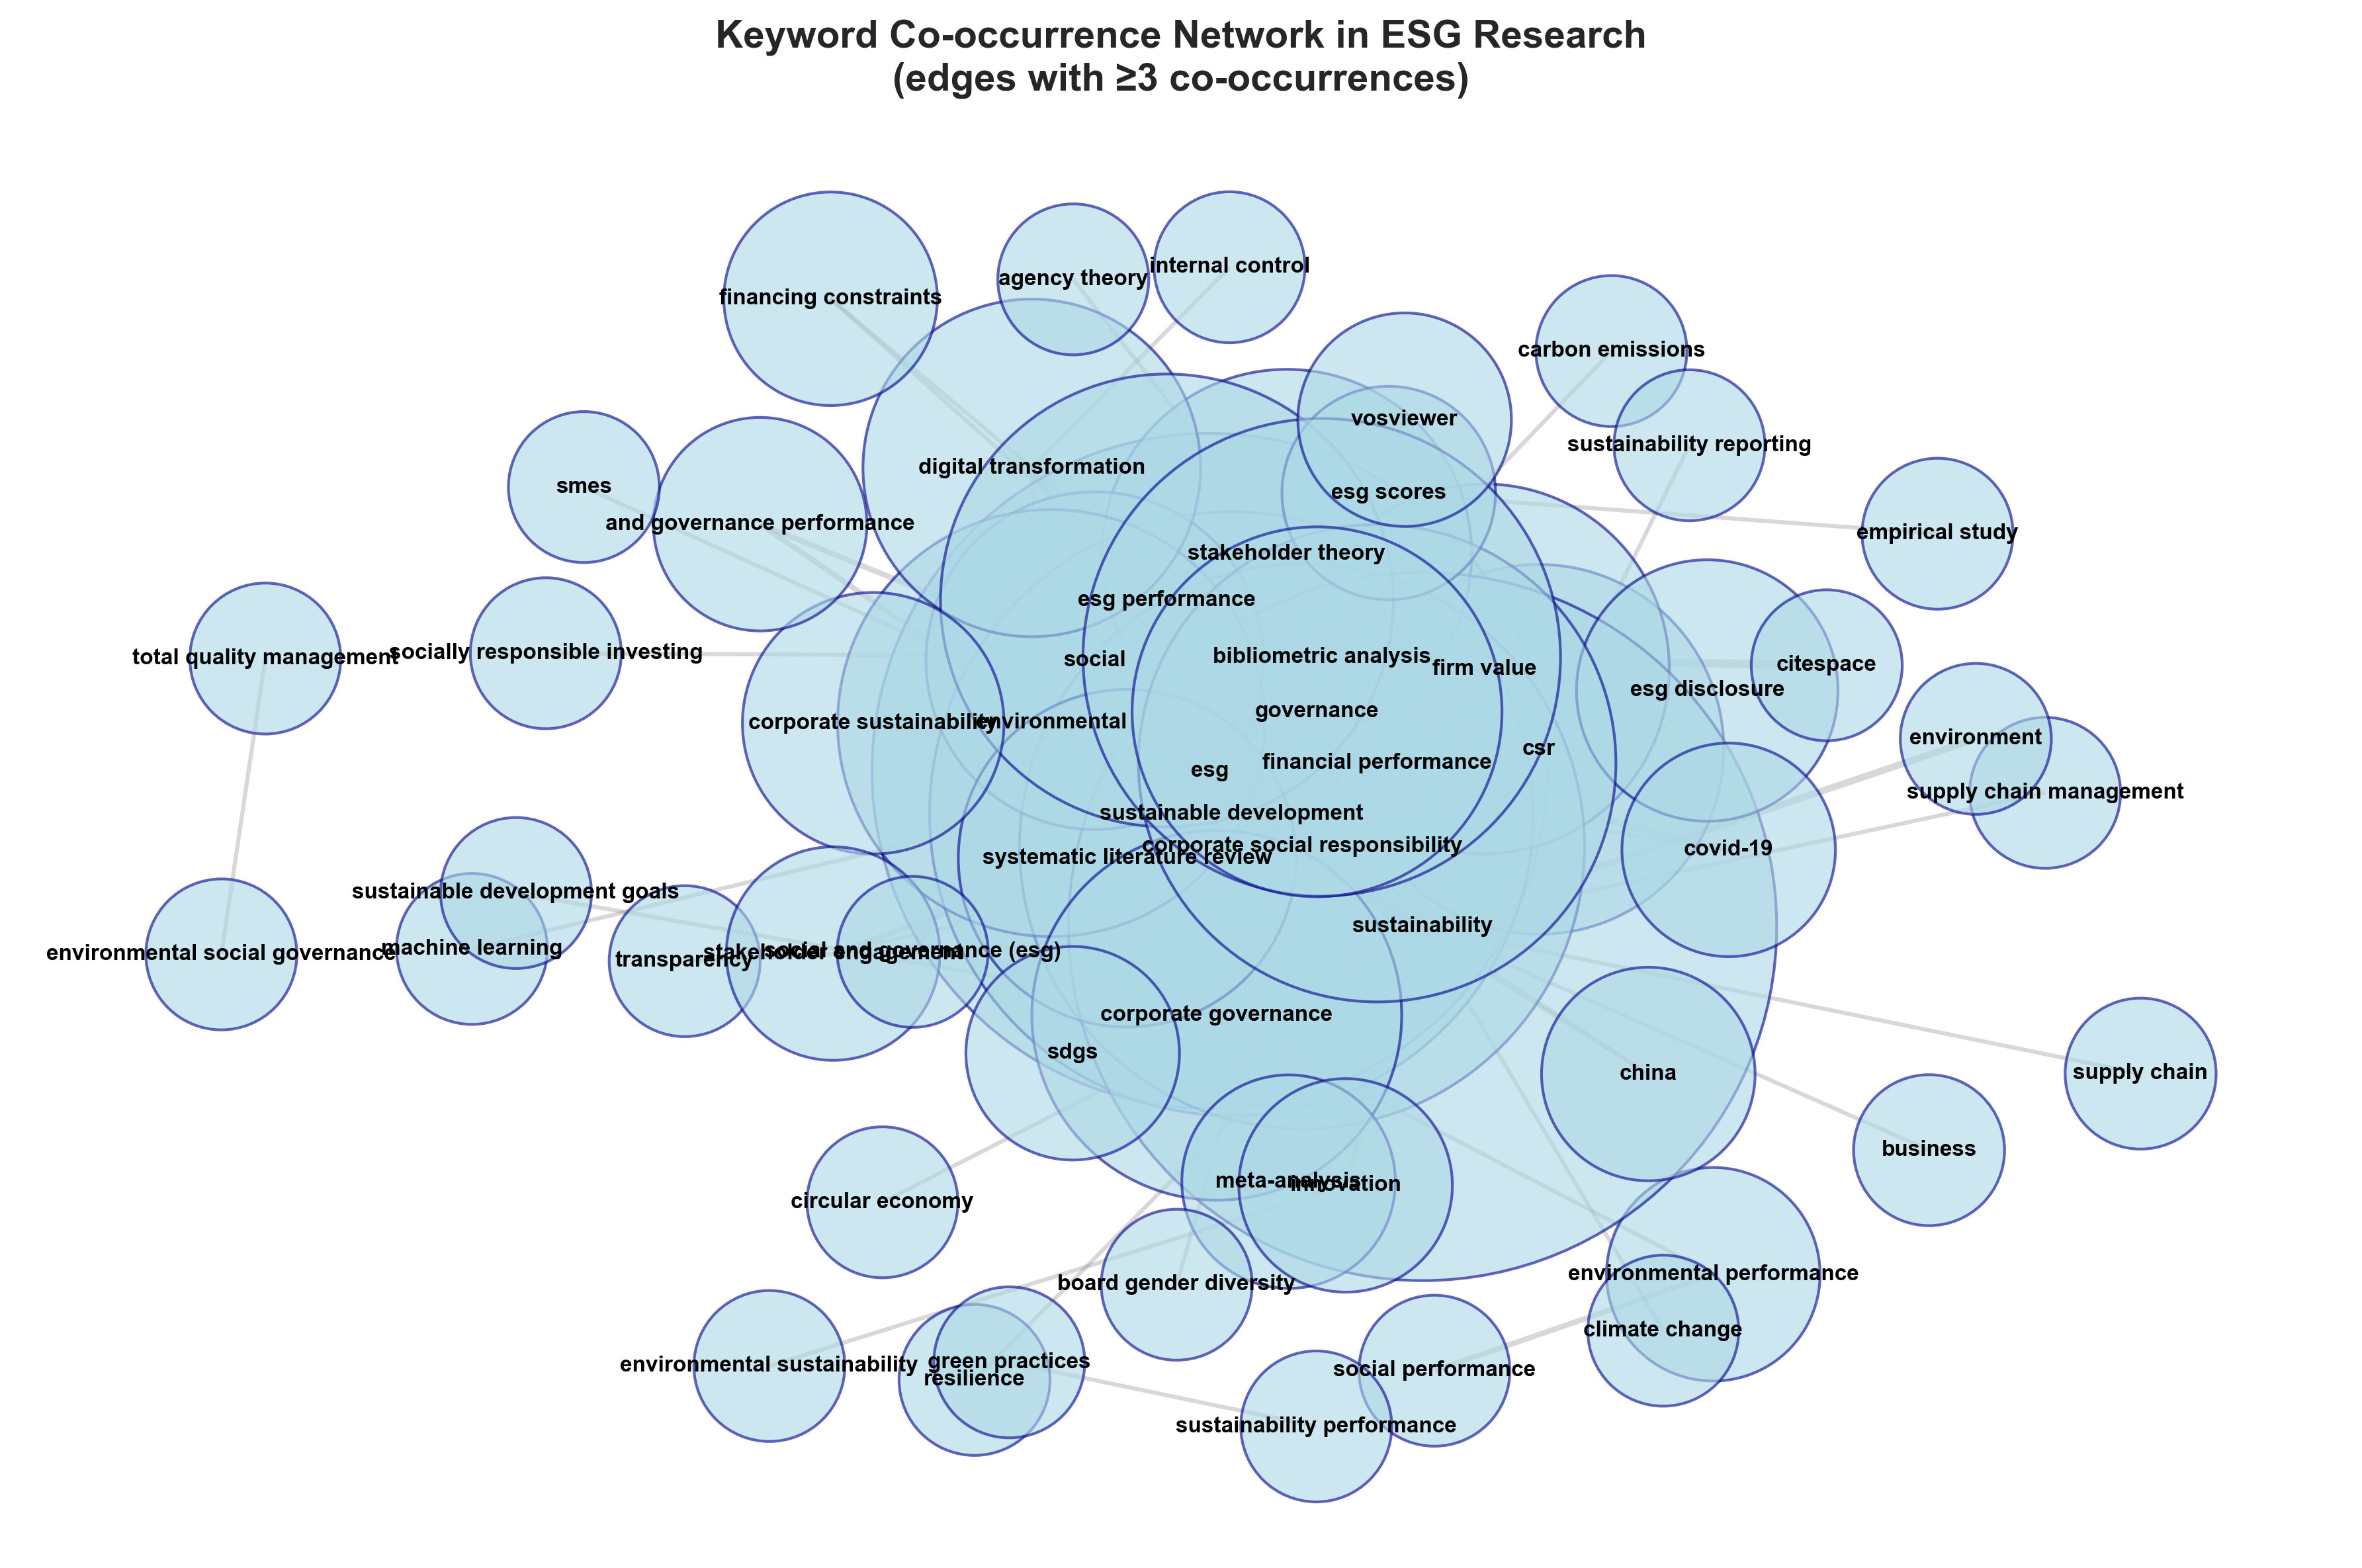 Keyword Co-occurrence Network in ESG Research
(edges with ≥3 co-occurrences)
internal control
agency theory
financing constraints
carbon emissions
vosviewer
sustainability reporting
digital transformation
smes
esg scores
and governance performance
empirical study
stakeholder theory
esg performance
socially responsible investing
total quality management
social
bibliometric analysis
firm value
citespace
esg disclosure
governance
corporate sustainability
environmental
environment
csr
financial performance
esg
supply chain management
sustainable development
corporate social responsibility
covid-19
systematic literature review
sustainable development goals
sustainability
machine learning
environmental social governance
transparency
stakeholder engagement
social and governance (esg)
corporate governance
sdgs
china
supply chain
business
meta-analysis
innovation
circular economy
board gender diversity
environmental performance
climate change
green practices
environmental sustainability
social performance
resilience
sustainability performance